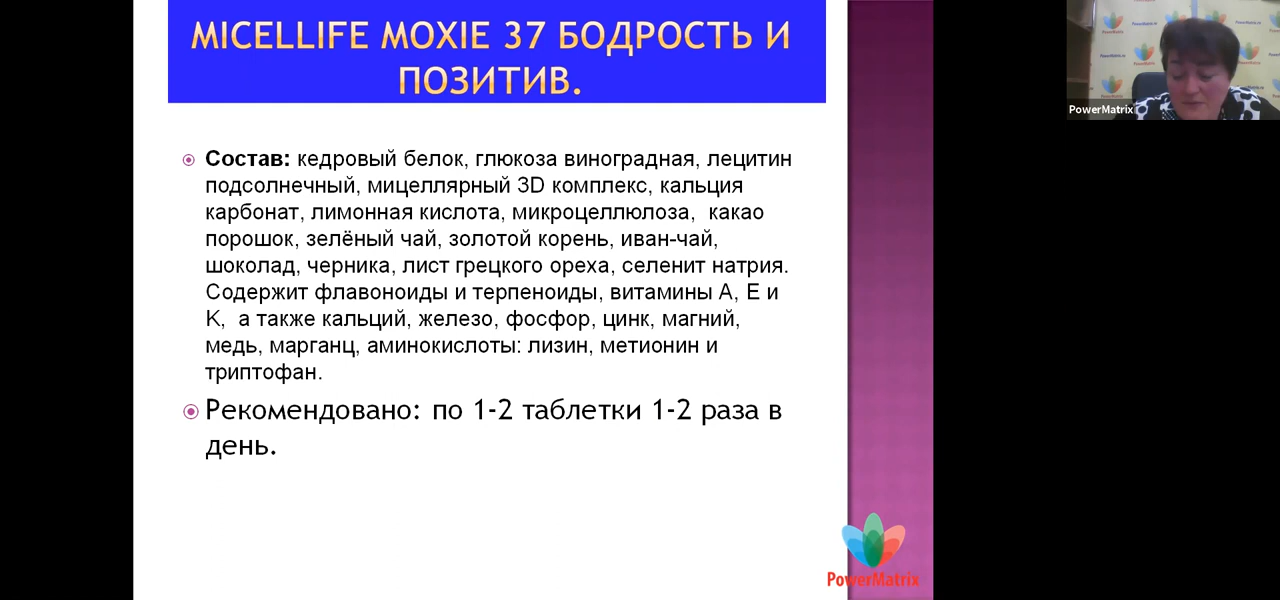 MICELLIFE MOXIE 37 БОДРОСТЬ И
ПОЗИТИВ.
Состав: кедровый белок, глюкоза виноградная, лецитин
подсолнечный, мицеллярный 3D комплекс, кальция
карбонат, лимонная кислота, микроцеллюлоза, какао
порошок, зелёный чай, золотой корень, иван-чай,
шоколад, черника, лист грецкого ореха, селенит натрия.
Содержит флавоноиды и терпеноиды, витамины А, Е и
К, а также кальций, железо, фосфор, цинк, магний,
медь, марганц, аминокислоты: лизин, метионин и
триптофан.
Рекомендовано: по 1-2 таблетки 1-2 раза в
день.
PowerMatrix
PowerMatrix